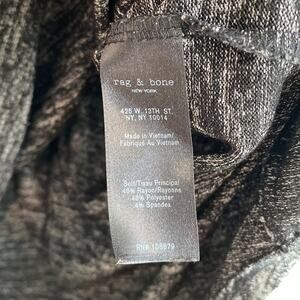 rag & bone
NEW YORK
425 W. 13TH ST.
NY, NY 10014
Made in Vietnam/
Fabriqué Au Vietnam
Self/Tissu Principal
48% Rayon/Rayonne
48% Polyester
4% Spandex
RN# 108879